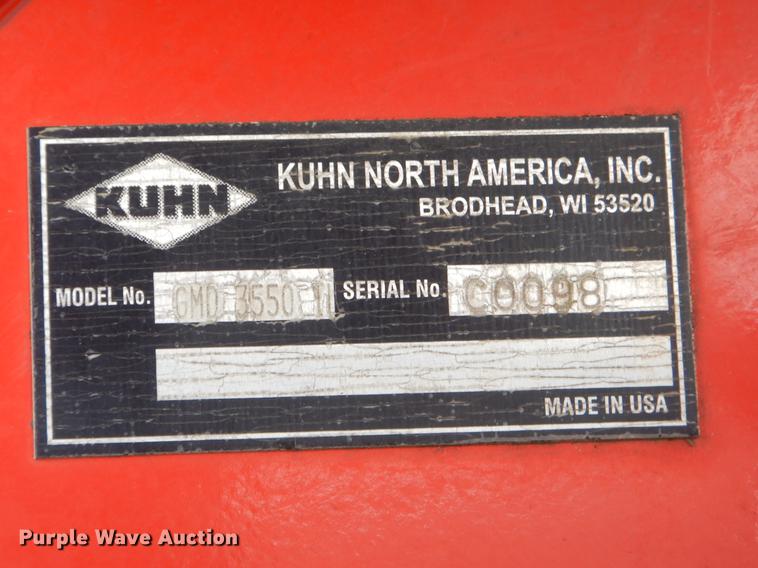 KUHN
KUHN NORTH AMERICA, INC.
BRODHEAD, WI 53520
MODEL No. GMD 3550 TL SERIAL No. C0098
MADE IN USA
Purple Wave Auction